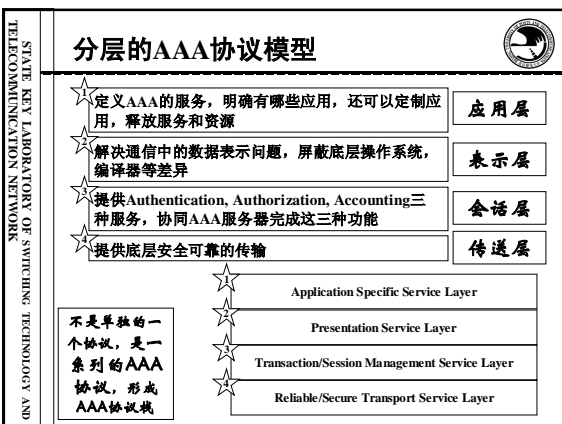 STATE KEY LABORATORY OF SWITCHING TECHNOLOGY AND
TELECOMMUNICATION NETWORK
分层的AAA协议模型
1
定义AAA的服务，明确有哪些应用，还可以定制应
用，释放服务和资源
应用层
2
解决通信中的数据表示问题，屏蔽底层操作系统，
编译器等差异
表示层
3
提供Authentication, Authorization, Accounting三
种服务，协同AAA服务器完成这三种功能
会话层
4
提供底层安全可靠的传输
传送层
1
Application Specific Service Layer
2
Presentation Service Layer
3
Transaction/Session Management Service Layer
4
Reliable/Secure Transport Service Layer
不是单独的一
个协议，是一
系列的AAA
协议，形成
AAA协议栈